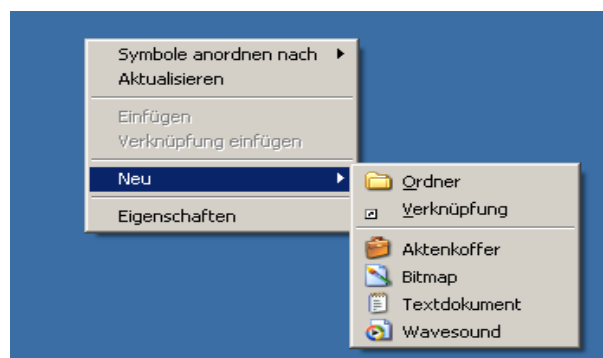 Symbole anordnen nach
Aktualisieren
Einfügen
Verknüpfung einfügen
Neu
Eigenschaften
Ordner
Verknüpfung
Aktenkoffer
Bitmap
Textdokument
Wavesound